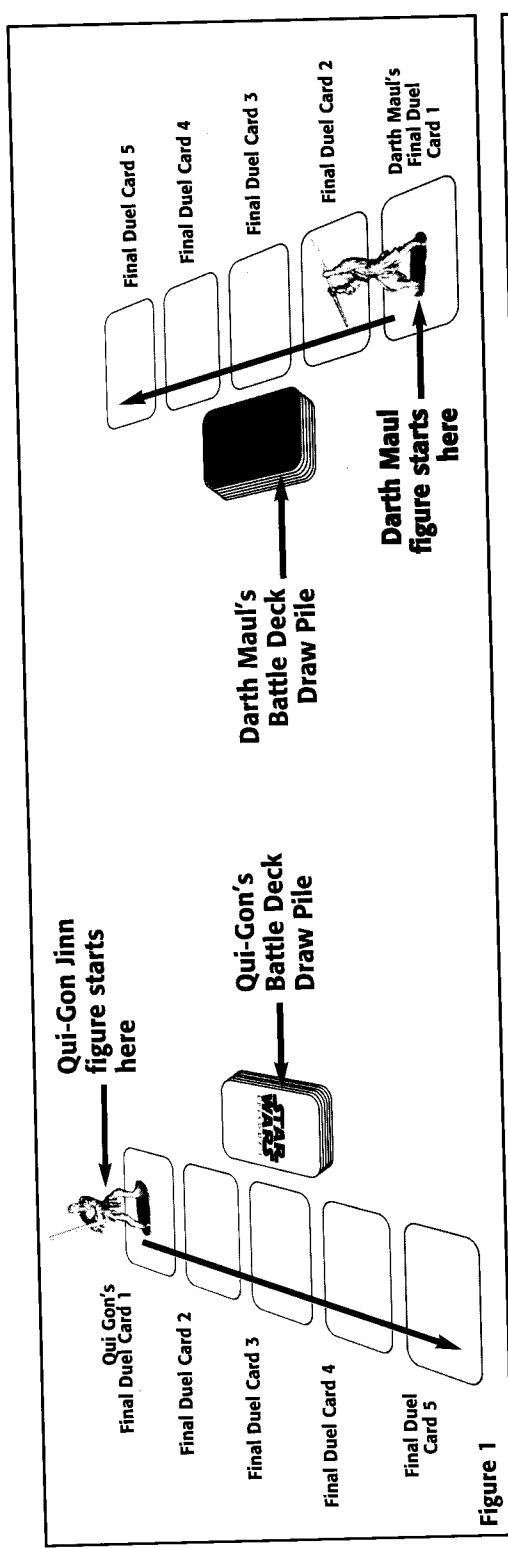 Qui-Gon Jinn
figure starts
here
Qui Gon's
Final Duel Card 1
Final Duel Card 2
Final Duel Card 3
Final Duel Card 4
Final Duel
Card 5
Qui-Gon's
Battle Deck
Draw Pile
STAR
WARS
Darth Maul's
Battle Deck
Draw Pile
Final Duel Card 5
Final Duel Card 4
Final Duel Card 3
Final Duel Card 2
Darth Maul's
Final Duel
Card 1
Darth Maul
figure starts
here
Figure 1